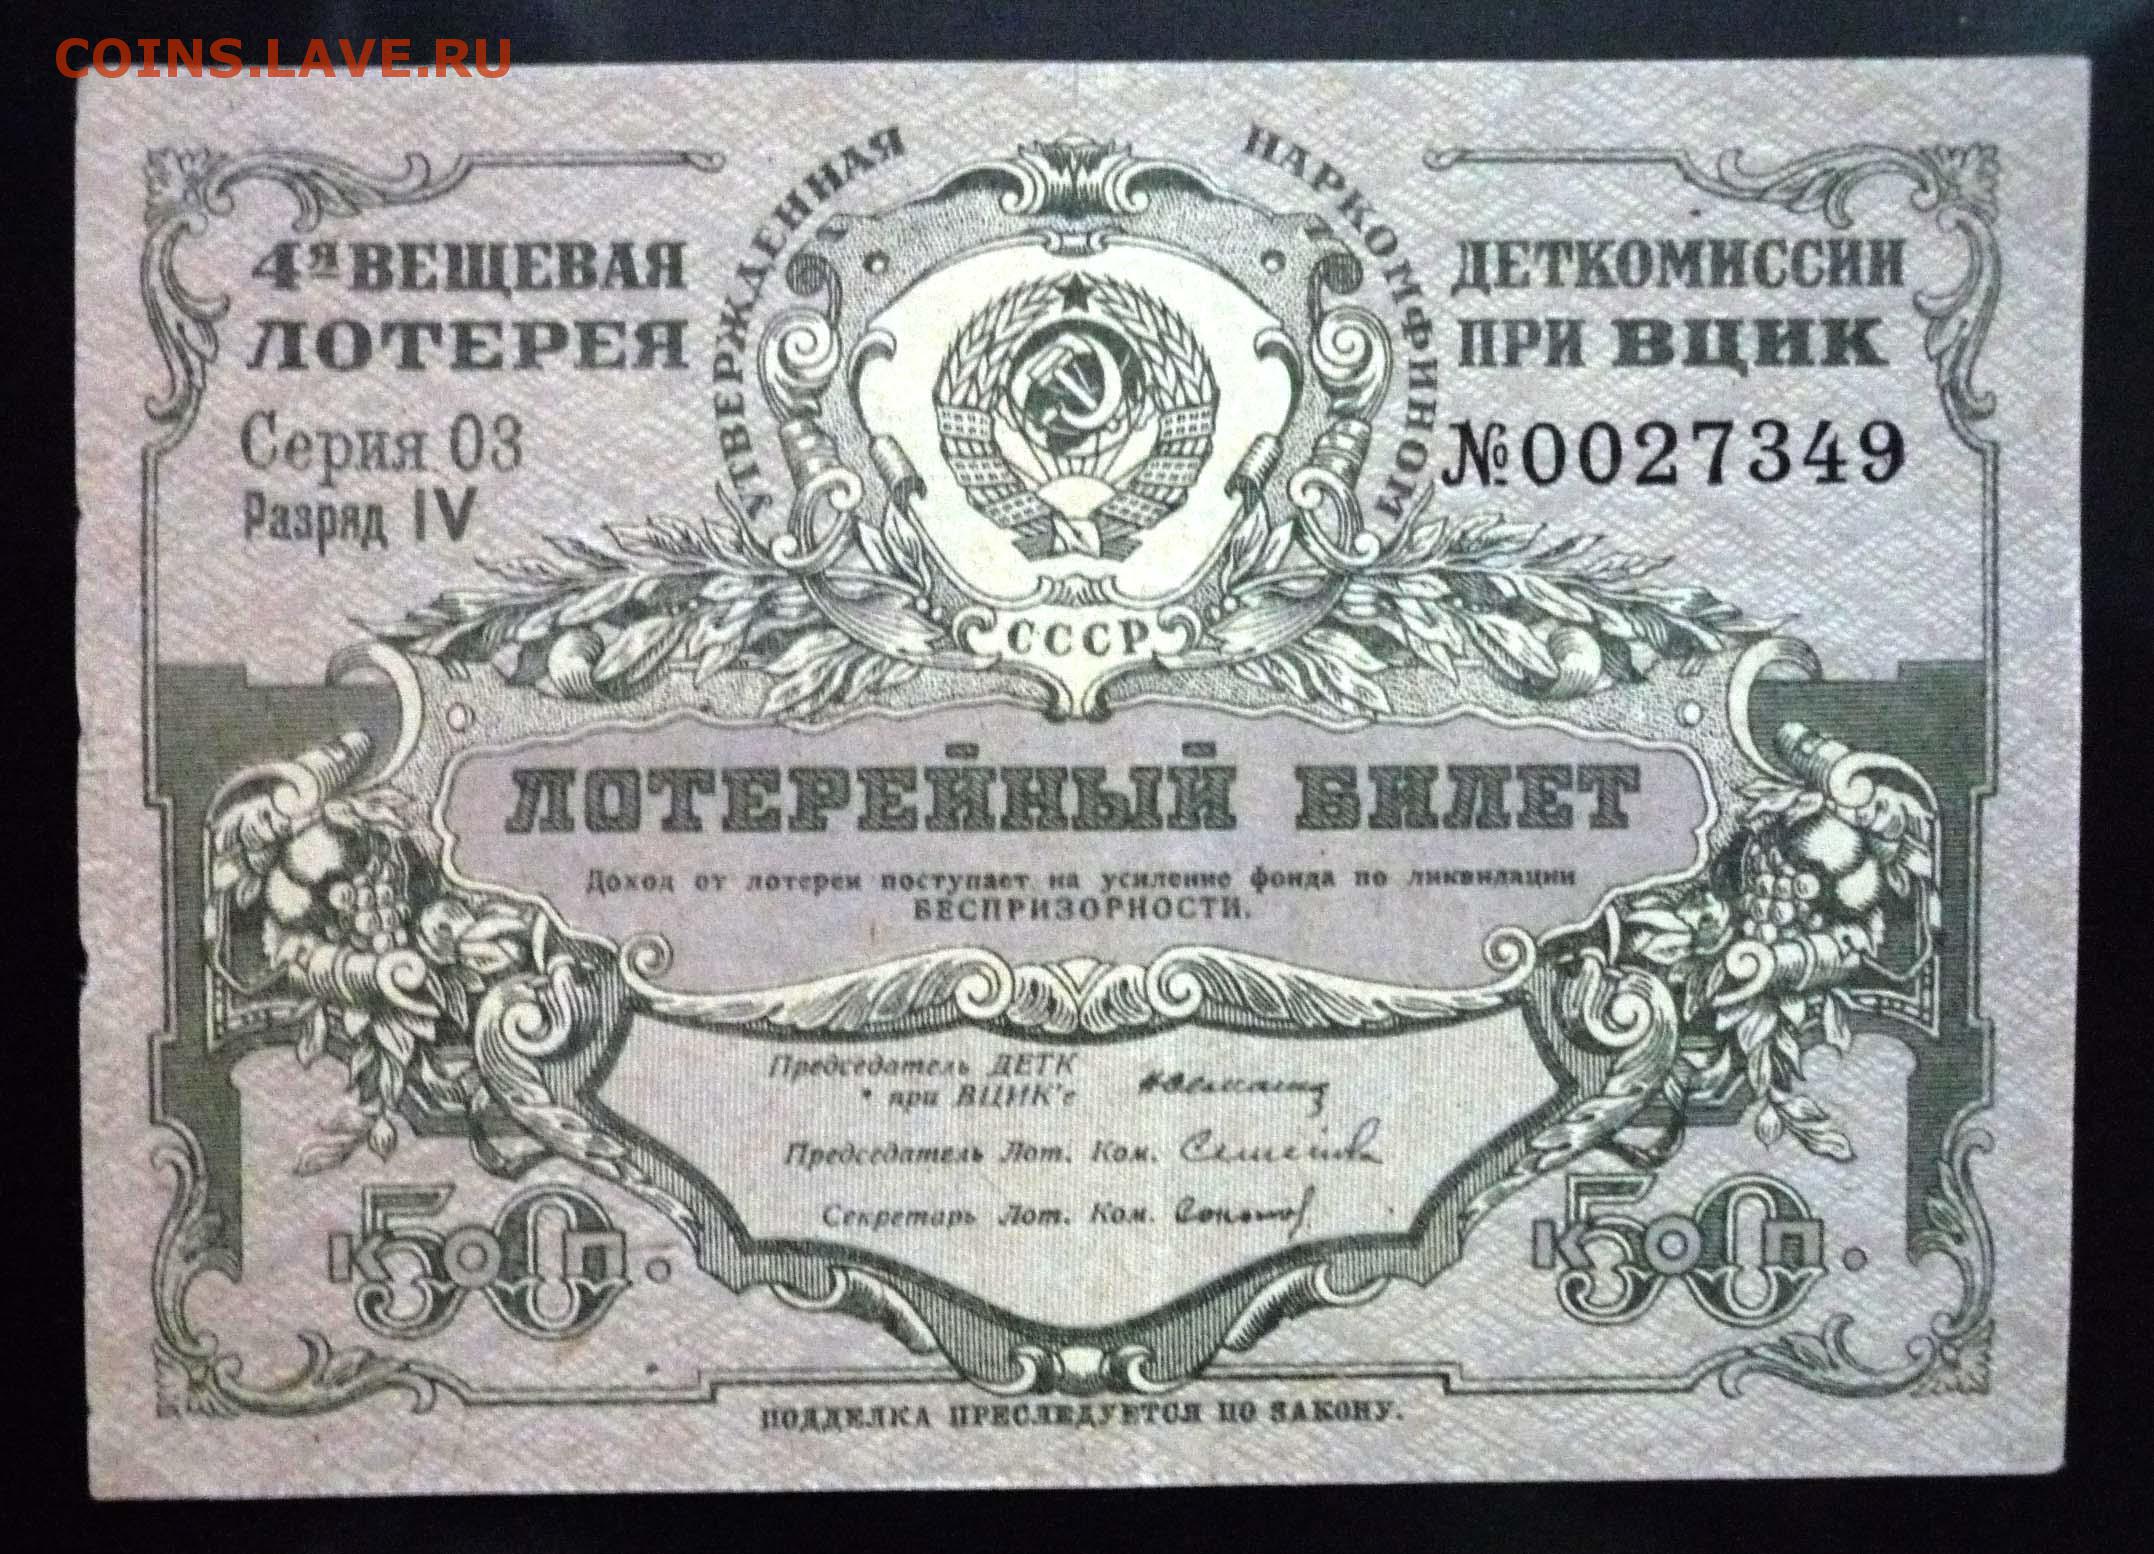 COINS.LAVE.RU
УТВЕРЖДЕННАЯ НАРКОМФИНОМ
4Я ВЕЩЕВАЯ
ЛОТЕРЕЯ
Серия 03
Разряд IV
ДЕТКОМИССИИ
ПРИ ВЦИК
№0027349
СССР
ЛОТЕРЕЙНЫЙ БИЛЕТ
Доход от лотереи поступает на усиление фонда по ликвидации
БЕСПРИЗОРНОСТИ.
Председатель ДЕТК
" при ВЦИК'е
Председатель Лот. Ком.
Секретарь Лот. Ком.
50 КОП.
50 КОП.
ПОДДЕЛКА ПРЕСЛЕДУЕТСЯ ПО ЗАКОНУ.